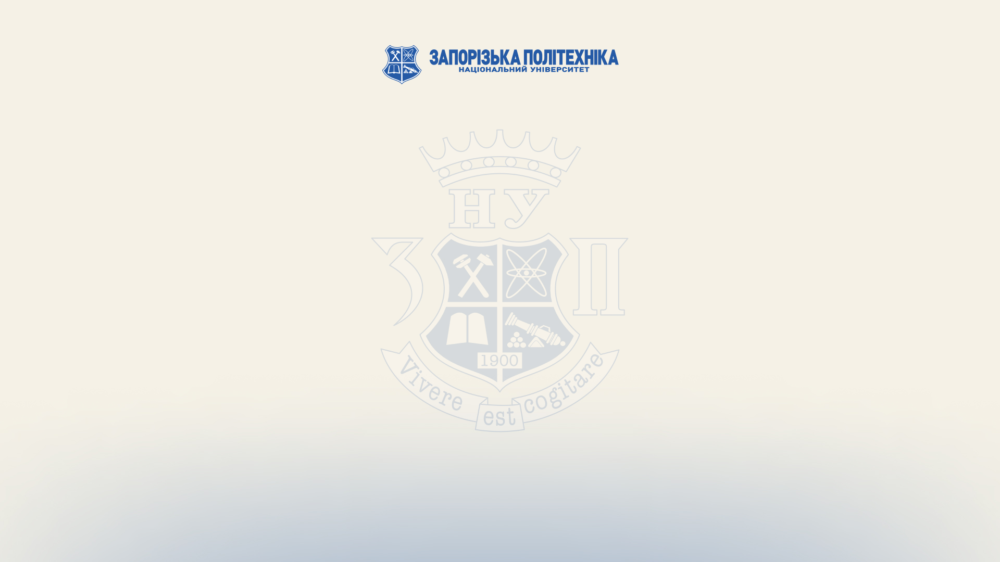 ЗАПОРІЗЬКА ПОЛІТЕХНІКА
НАЦІОНАЛЬНИЙ УНІВЕРСИТЕТ
НУ
З П
1900
Vivere est cogitare